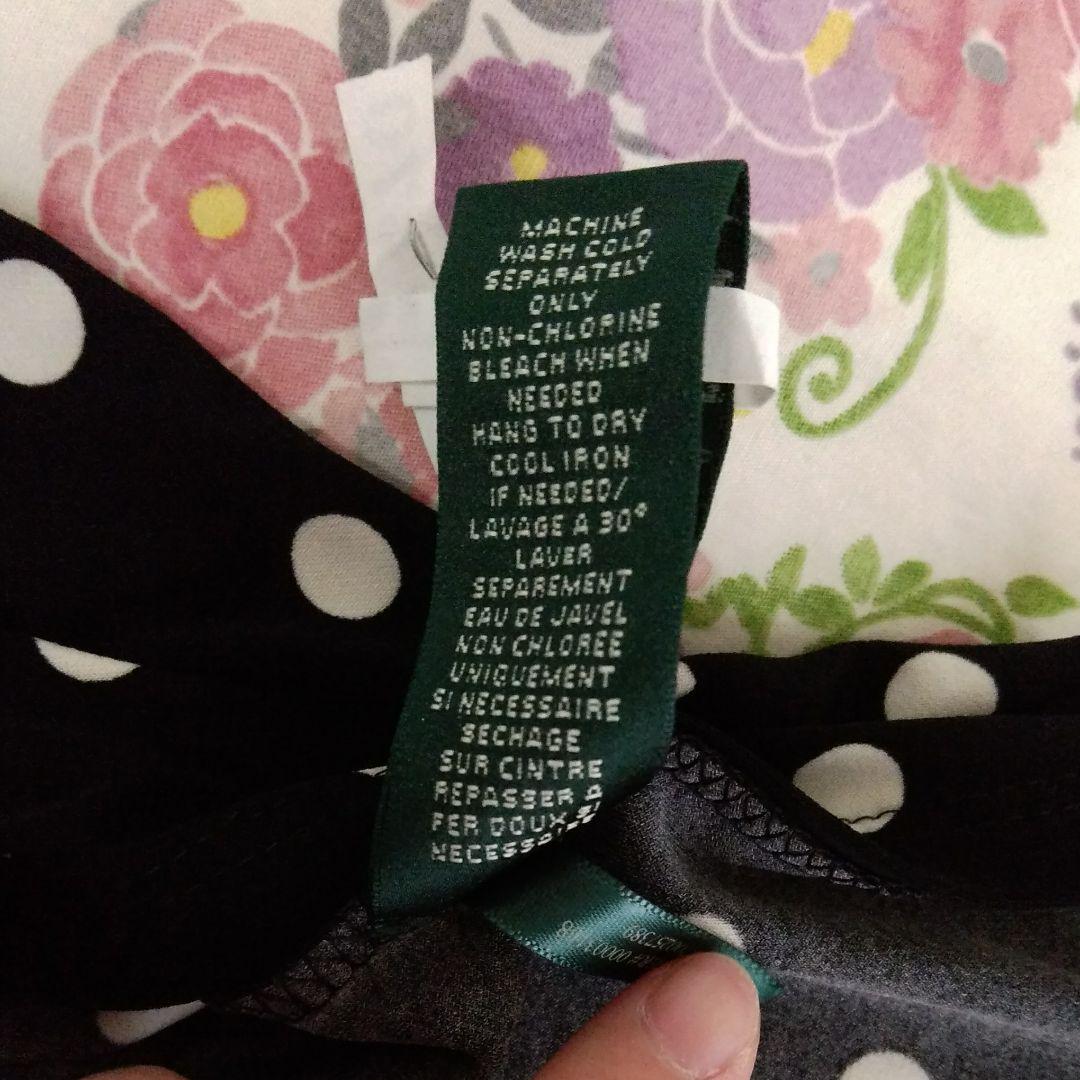 MACHINE
WASH COLD
SEPARATELY
ONLY
NON-CHLORINE
BLEACH WHEN
NEEDED
HANG TO DRY
COOL IRON
IF NEEDED/
LAVAGE A 30°
LAVER
SEPAREMENT
EAU DE JAVEL
NON CHLOREE
UNIQUEMENT
SI NECESSAIRE
SECHAGE
SUR CINTRE
REPASSER A
FER DOUX